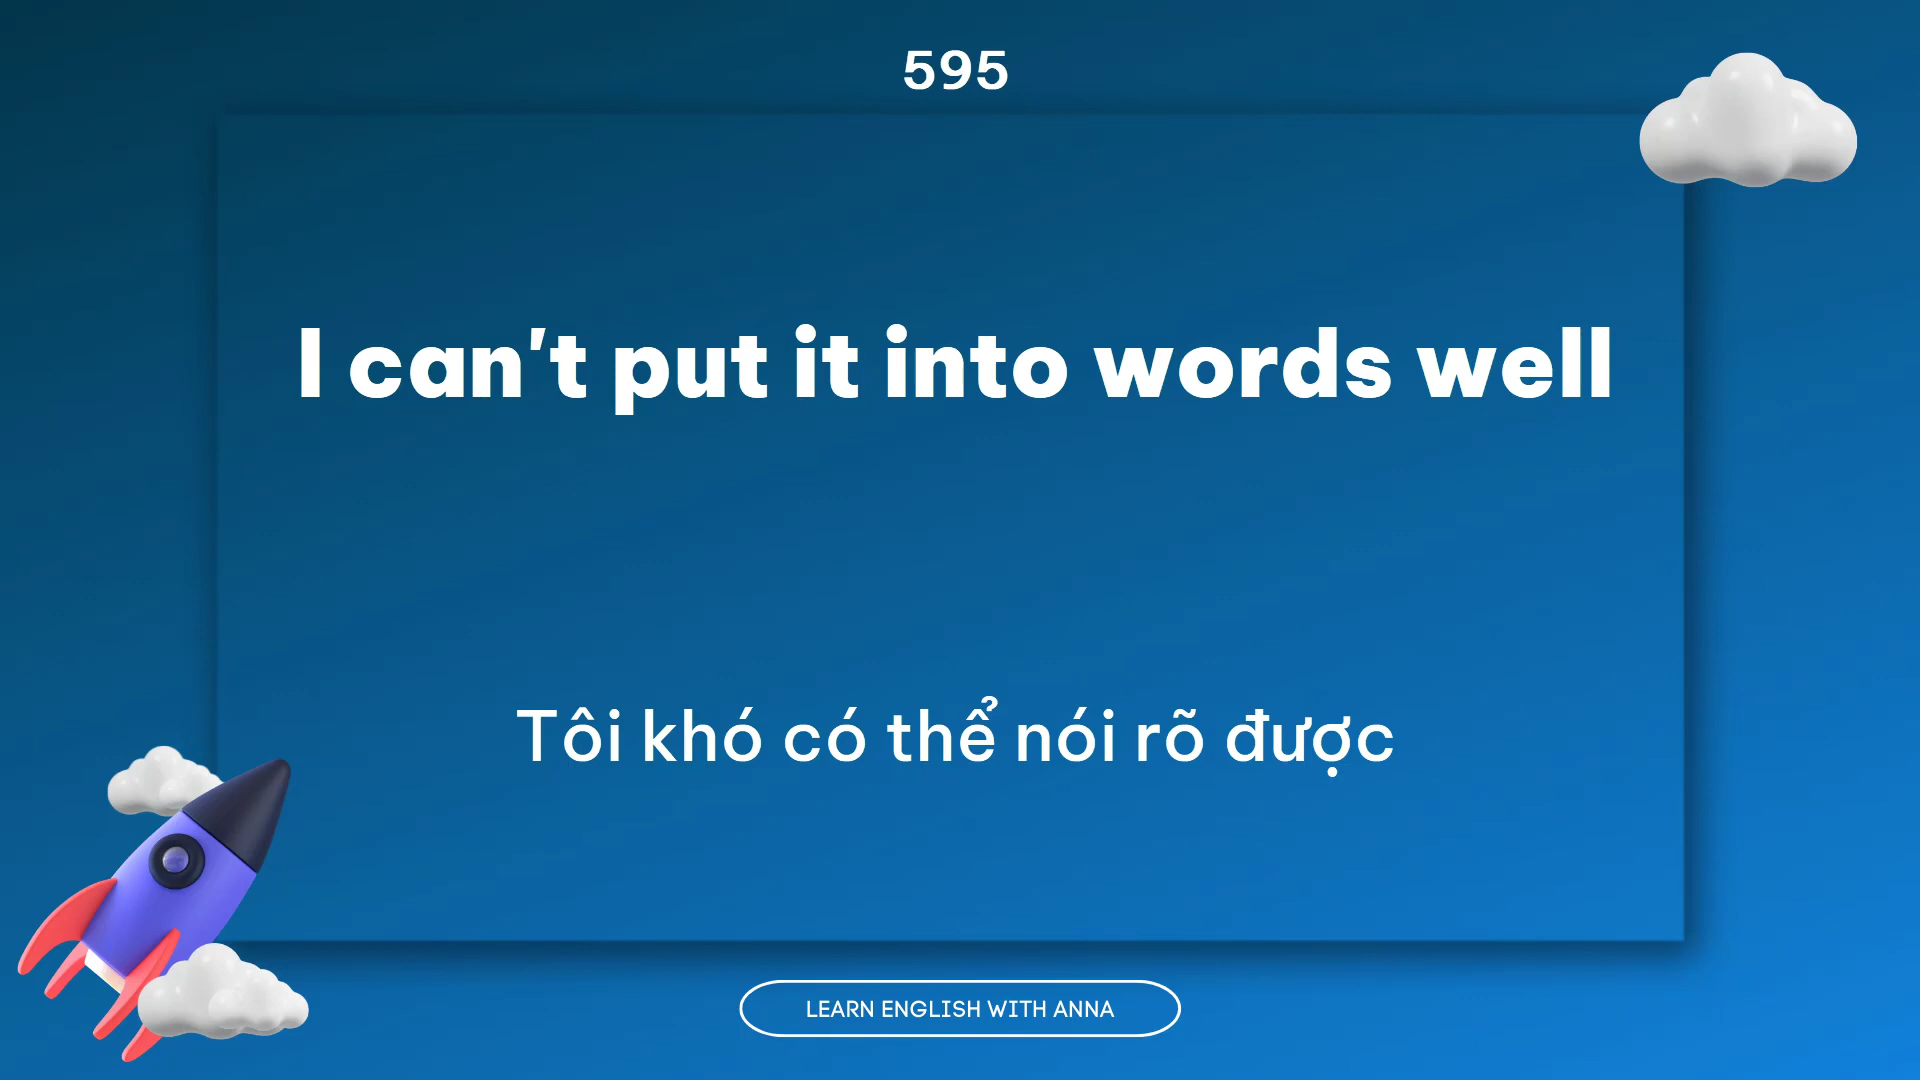 595
I can't put it into words well
Tôi khó có thể nói rõ được
LEARN ENGLISH WITH ANNA